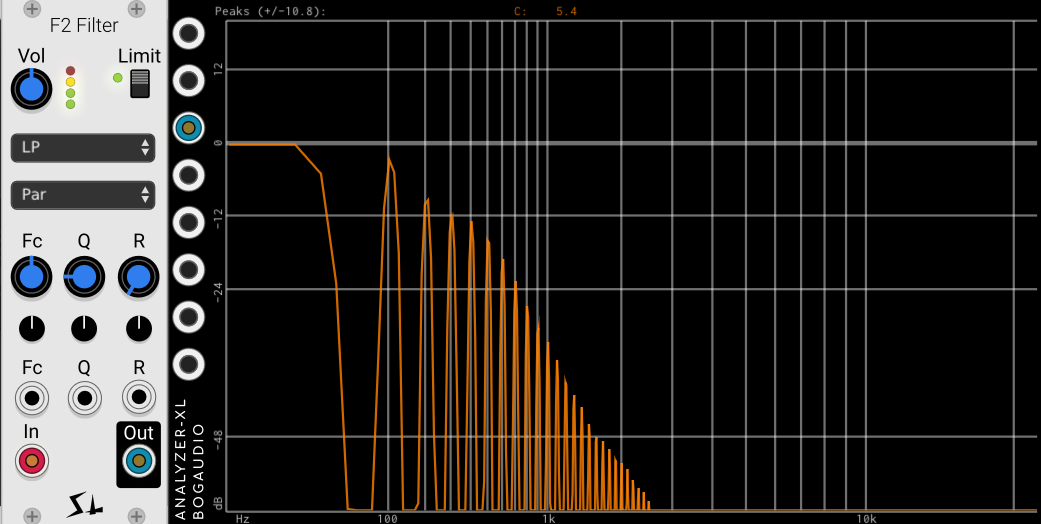 F2 Filter
Vol
Limit
LP
Par
Fc Q R
Fc Q R
In
Out
SL
ANALYZER-XL
BOGAUDIO
Peaks (+/-10.8):
C: 5.4
12
0
-12
-24
-48
dB
Hz 100 1k 10k